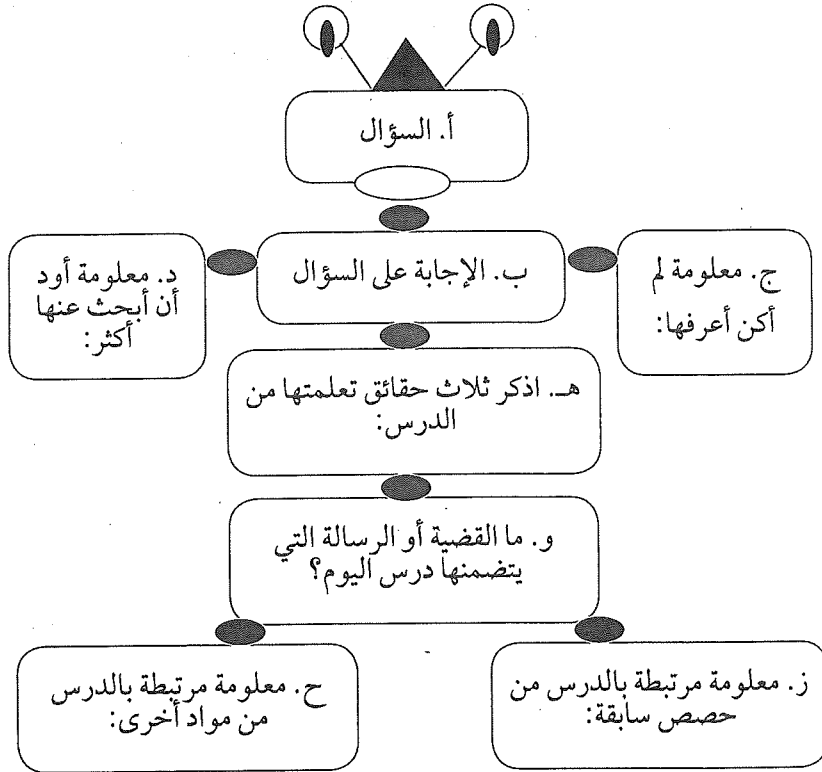 أ. السؤال
ب. الإجابة على السؤال
ج. معلومة لم
أكن أعرفها:
د. معلومة أود
أن أبحث عنها
أكثر:
هـ. اذكر ثلاث حقائق تعلمتها من
الدرس:
و. ما القضية أو الرسالة التي
يتضمنها درس اليوم؟
ز. معلومة مرتبطة بالدرس من
حصص سابقة:
ح. معلومة مرتبطة بالدرس
من مواد أخرى: